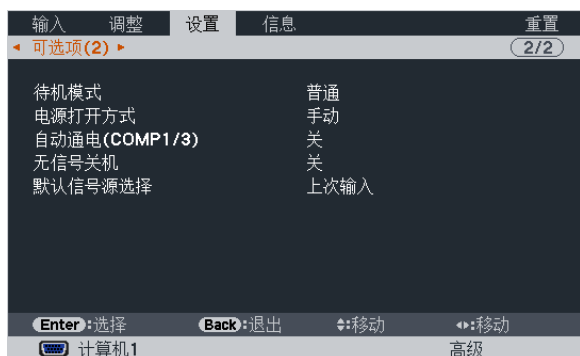 输入 调整 设置 信息 重置
可选项(2) 2/2
待机模式 普通
电源打开方式 手动
自动通电(COMP1/3) 关
无信号关机 关
默认信号源选择 上次输入
Enter:选择 Back:退出 :移动 :移动
计算机1 高级